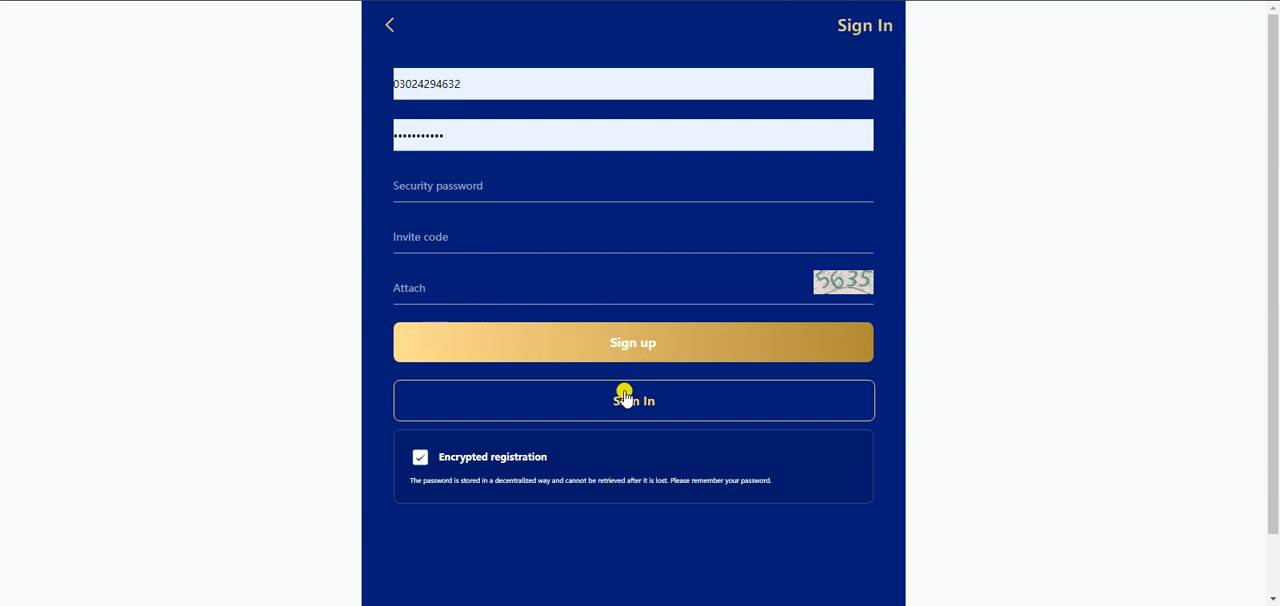 Sign In
03024294632
•••••••••••
Security password
Invite code
Attach
5635
Sign up
Sign In
Encrypted registration
The password is stored in a decentralized way and cannot be retrieved after it is lost. Please remember your password.